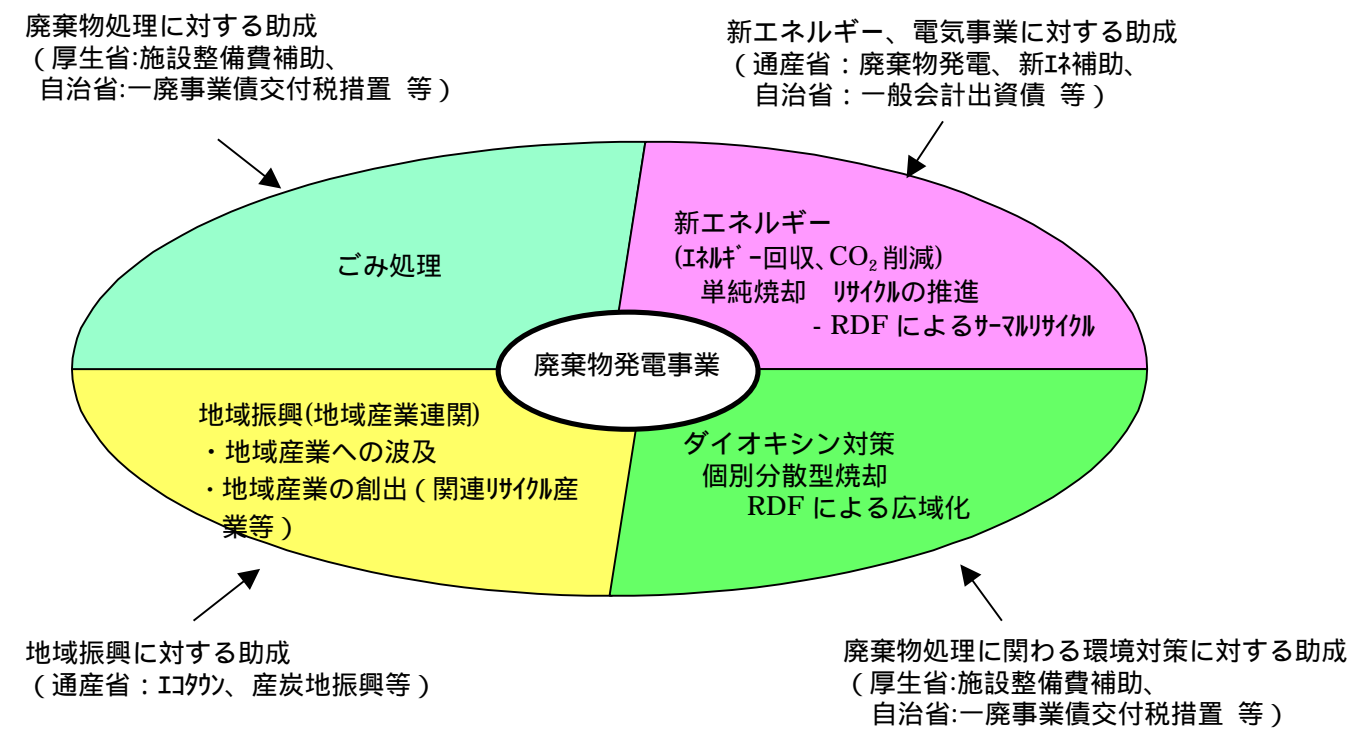 廃棄物処理に対する助成
（厚生省:施設整備費補助、
自治省:一廃事業債交付税措置 等）
新エネルギー、電気事業に対する助成
（通産省：廃棄物発電、新ｴﾈ補助、
自治省：一般会計出資債 等）
ごみ処理
新エネルギー
(ｴﾈﾙｷﾞｰ回収、CO₂削減)
単純焼却　ﾘｻｲｸﾙの推進
- RDF によるｻｰﾏﾙﾘｻｲｸﾙ
廃棄物発電事業
地域振興(地域産業連関)
・地域産業への波及
・地域産業の創出（関連ﾘｻｲｸﾙ産
業等）
ダイオキシン対策
個別分散型焼却
RDF による広域化
地域振興に対する助成
（通産省：ｴｺﾀｳﾝ、産炭地振興等）
廃棄物処理に関わる環境対策に対する助成
（厚生省:施設整備費補助、
自治省:一廃事業債交付税措置 等）